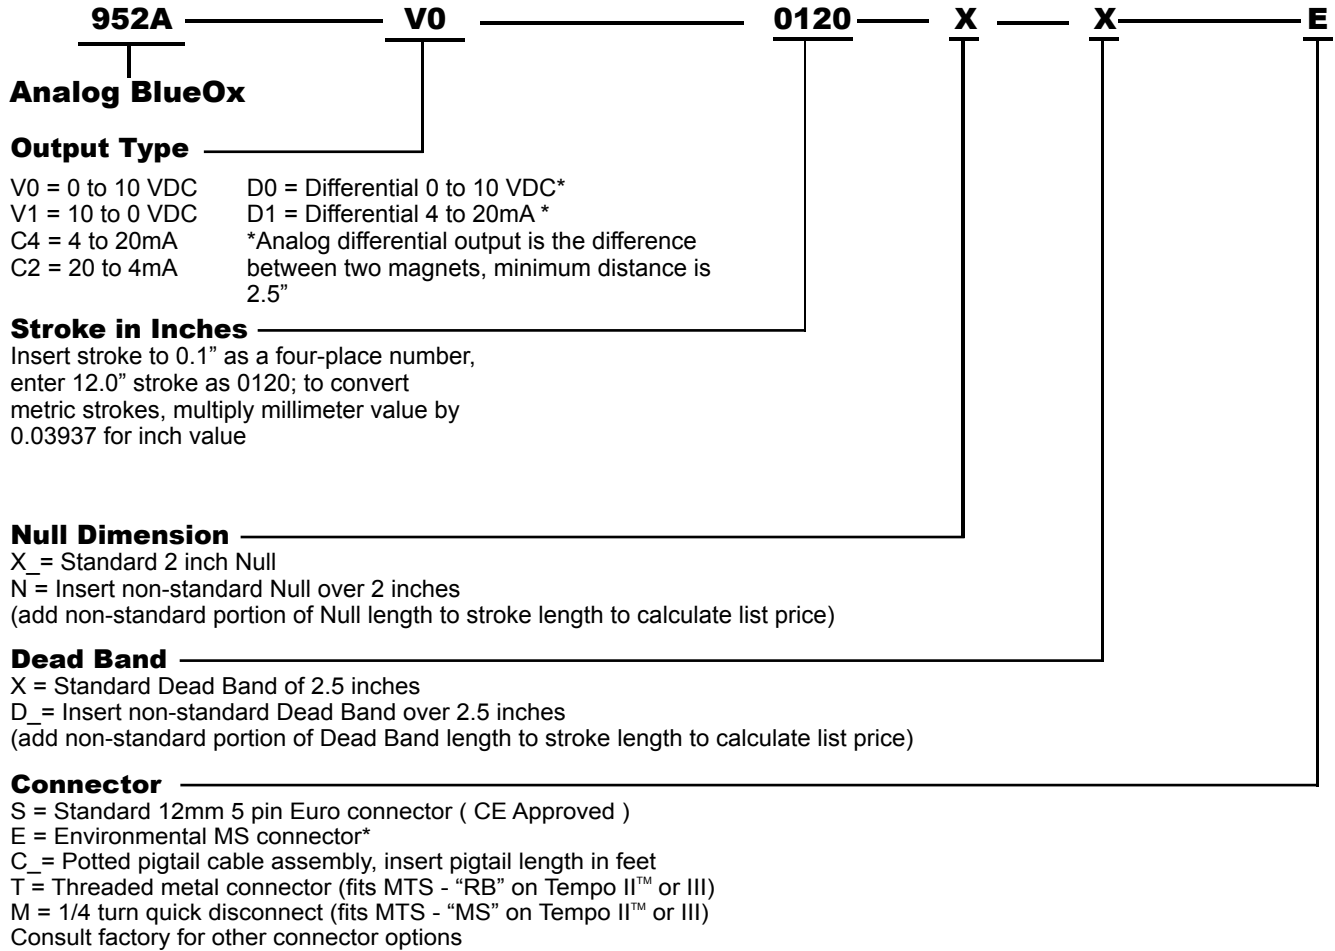 952A V0 0120 X X E
Analog BlueOx
Output Type
V0 = 0 to 10 VDC D0 = Differential 0 to 10 VDC*
V1 = 10 to 0 VDC D1 = Differential 4 to 20mA *
C4 = 4 to 20mA *Analog differential output is the difference
C2 = 20 to 4mA between two magnets, minimum distance is
2.5”
Stroke in Inches
Insert stroke to 0.1” as a four-place number,
enter 12.0” stroke as 0120; to convert
metric strokes, multiply millimeter value by
0.03937 for inch value
Null Dimension
X_= Standard 2 inch Null
N = Insert non-standard Null over 2 inches
(add non-standard portion of Null length to stroke length to calculate list price)
Dead Band
X = Standard Dead Band of 2.5 inches
D_= Insert non-standard Dead Band over 2.5 inches
(add non-standard portion of Dead Band length to stroke length to calculate list price)
Connector
S = Standard 12mm 5 pin Euro connector ( CE Approved )
E = Environmental MS connector*
C_= Potted pigtail cable assembly, insert pigtail length in feet
T = Threaded metal connector (fits MTS - “RB” on Tempo II™ or III)
M = 1/4 turn quick disconnect (fits MTS - “MS” on Tempo II™ or III)
Consult factory for other connector options